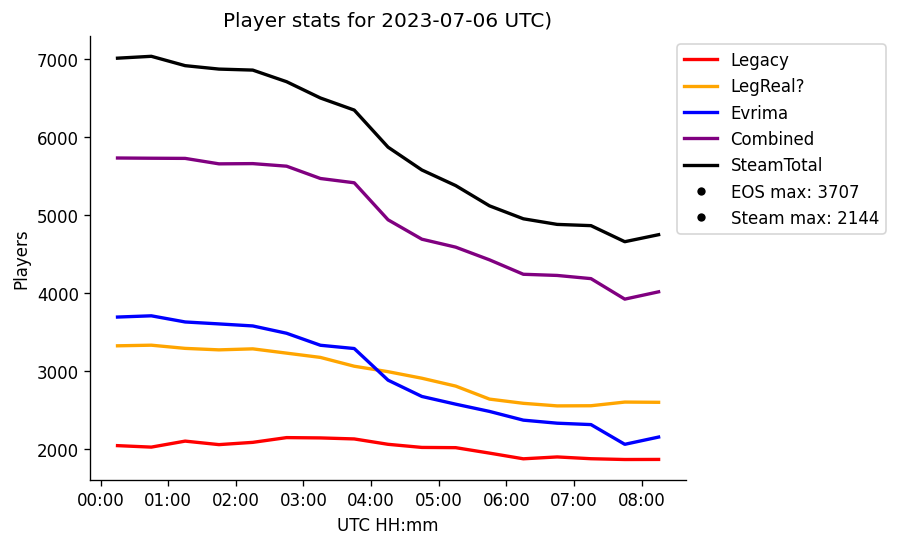 Player stats for 2023-07-06 UTC)
Legacy
LegReal?
Evrima
Combined
SteamTotal
EOS max: 3707
Steam max: 2144
Players
7000
6000
5000
4000
3000
2000
00:00 01:00 02:00 03:00 04:00 05:00 06:00 07:00 08:00
UTC HH:mm